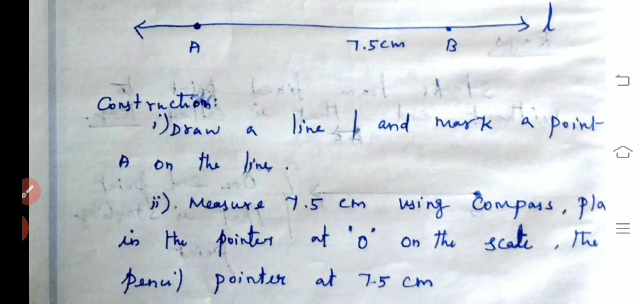 l
A 7.5cm B
Construction:
i) Draw a line l and mark a point
A on the line.
ii). Measure 7.5 cm using Compass, pla
in the pointer at "0" on the scale, the
pencil pointer at 7.5 cm